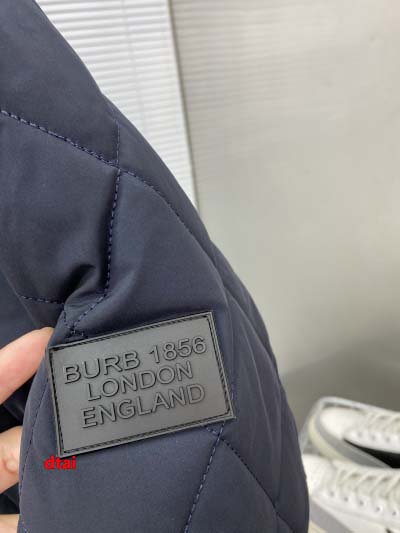 BURB 1856
LONDON
ENGLAND
dtai